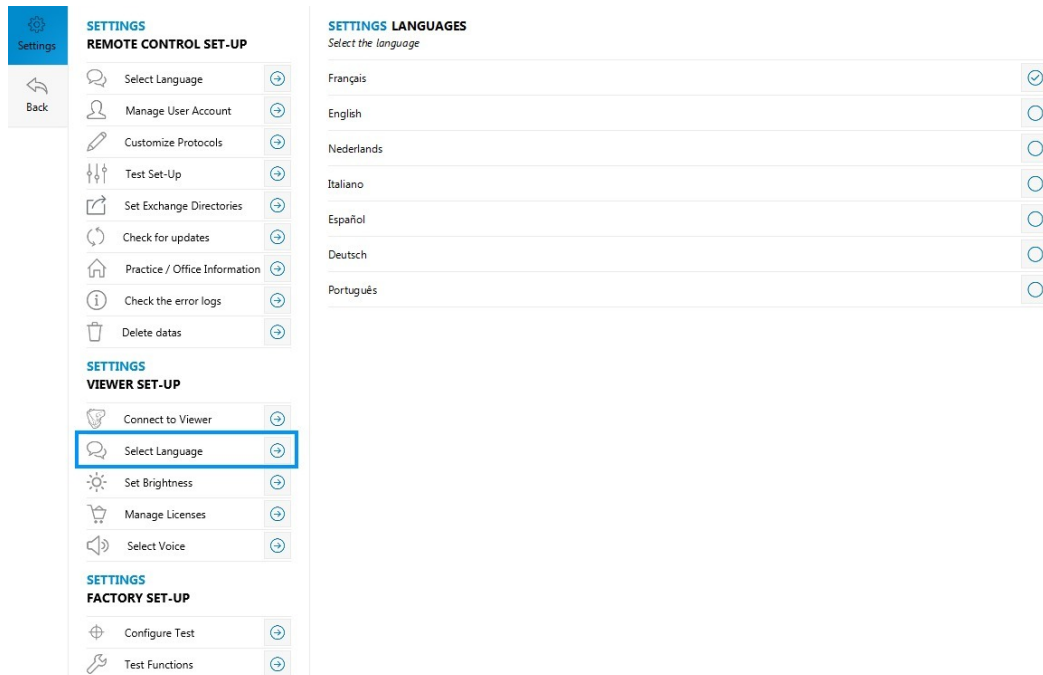 Settings
Back
SETTINGS
REMOTE CONTROL SET-UP
Select Language
Manage User Account
Customize Protocols
Test Set-Up
Set Exchange Directories
Check for updates
Practice / Office Information
Check the error logs
Delete datas
SETTINGS
VIEWER SET-UP
Connect to Viewer
Select Language
Set Brightness
Manage Licenses
Select Voice
SETTINGS
FACTORY SET-UP
Configure Test
Test Functions
SETTINGS LANGUAGES
Select the language
Français
English
Nederlands
Italiano
Español
Deutsch
Português